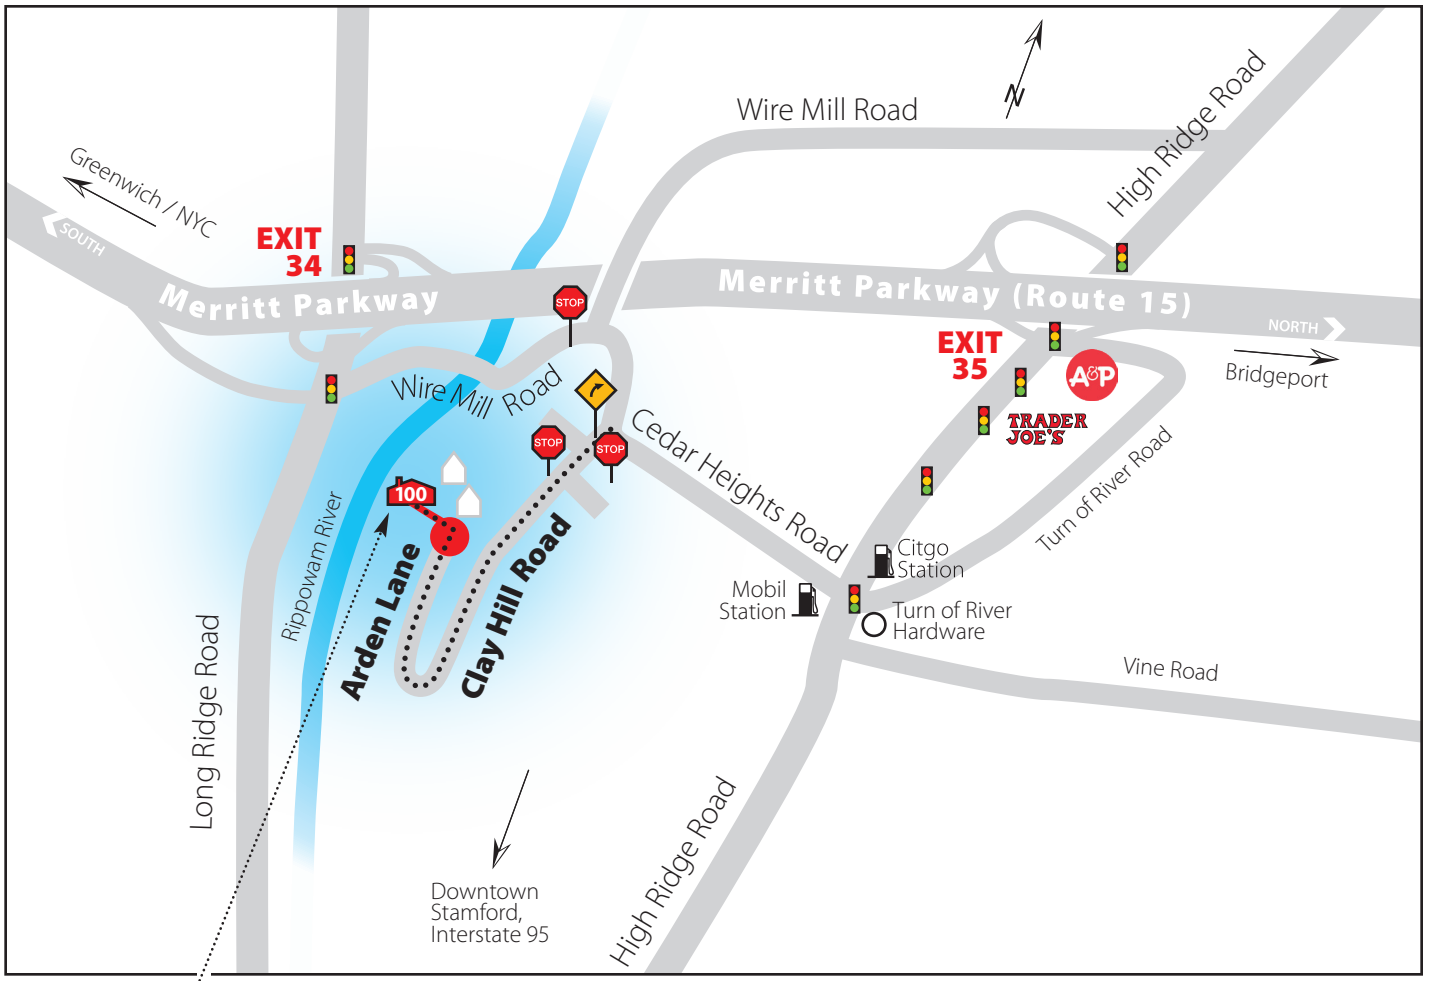 Wire Mill Road
High Ridge Road
N
Greenwich / NYC
SOUTH
EXIT
34
Merritt Parkway
Merritt Parkway (Route 15)
NORTH
Bridgeport
STOP
EXIT
35
A&P
TRADER
JOE'S
Wire Mill Road
STOP
STOP
Cedar Heights Road
Turn of River Road
100
Rippowam River
Arden Lane
Clay Hill Road
Citgo
Station
Mobil
Station
Turn of River
Hardware
Vine Road
Long Ridge Road
High Ridge Road
Downtown
Stamford,
Interstate 95